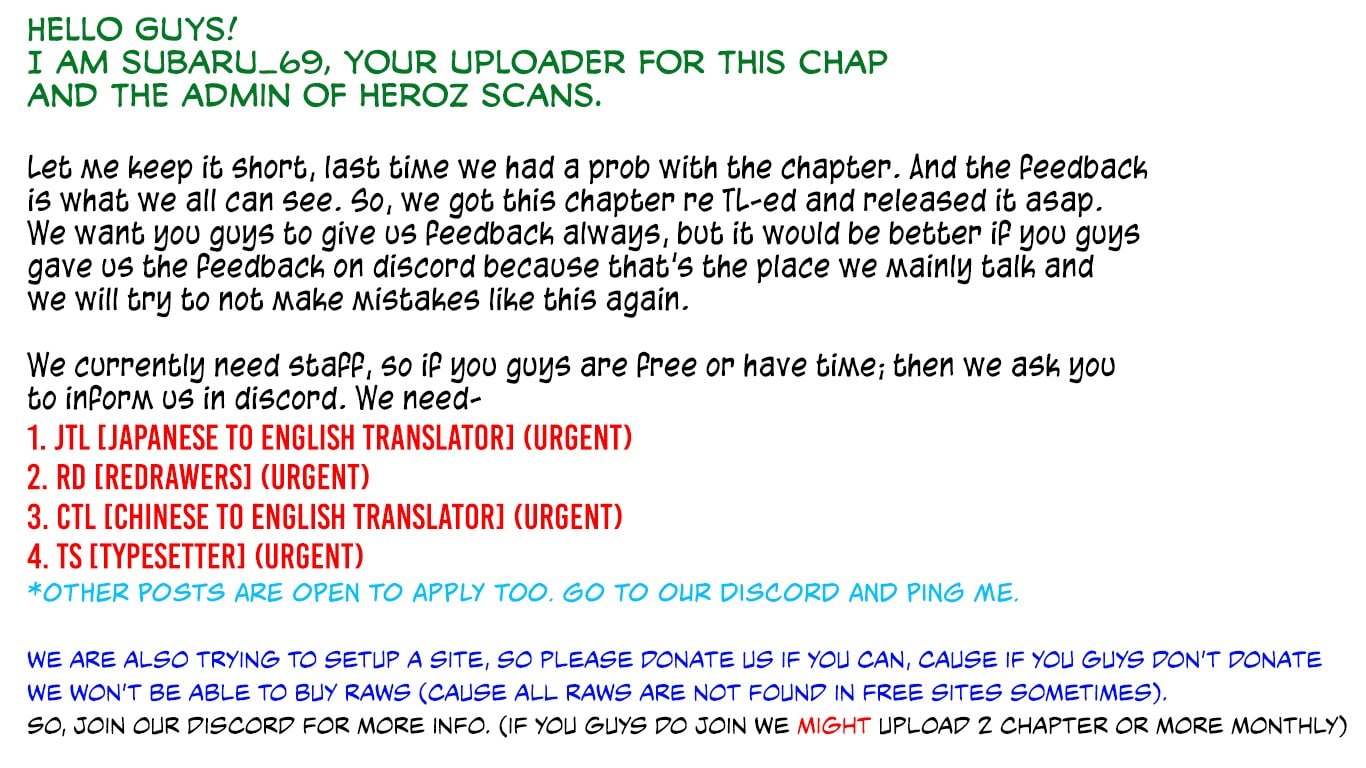 HELLO GUYS!
I AM SUBARU_69, YOUR UPLOADER FOR THIS CHAP
AND THE ADMIN OF HEROZ SCANS.
Let me keep it short, last time we had a prob with the chapter. And the feedback
is what we all can see. So, we got this chapter re TL-ed and released it asap.
We want you guys to give us feedback always, but it would be better if you guys
gave us the feedback on discord because that's the place we mainly talk and
we will try to not make mistakes like this again.
We currently need staff, so if you guys are free or have time; then we ask you
to inform us in discord. We need-
1. JTL [JAPANESE TO ENGLISH TRANSLATOR] (URGENT)
2. RD [REDRAWERS] (URGENT)
3. CTL [CHINESE TO ENGLISH TRANSLATOR] (URGENT)
4. TS [TYPESETTER] (URGENT)
*OTHER POSTS ARE OPEN TO APPLY TOO. GO TO OUR DISCORD AND PING ME.
WE ARE ALSO TRYING TO SETUP A SITE, SO PLEASE DONATE US IF YOU CAN, CAUSE IF YOU GUYS DON'T DONATE
WE WON'T BE ABLE TO BUY RAWS (CAUSE ALL RAWS ARE NOT FOUND IN FREE SITES SOMETIMES).
SO, JOIN OUR DISCORD FOR MORE INFO. (IF YOU GUYS DO JOIN WE MIGHT UPLOAD 2 CHAPTER OR MORE MONTHLY)